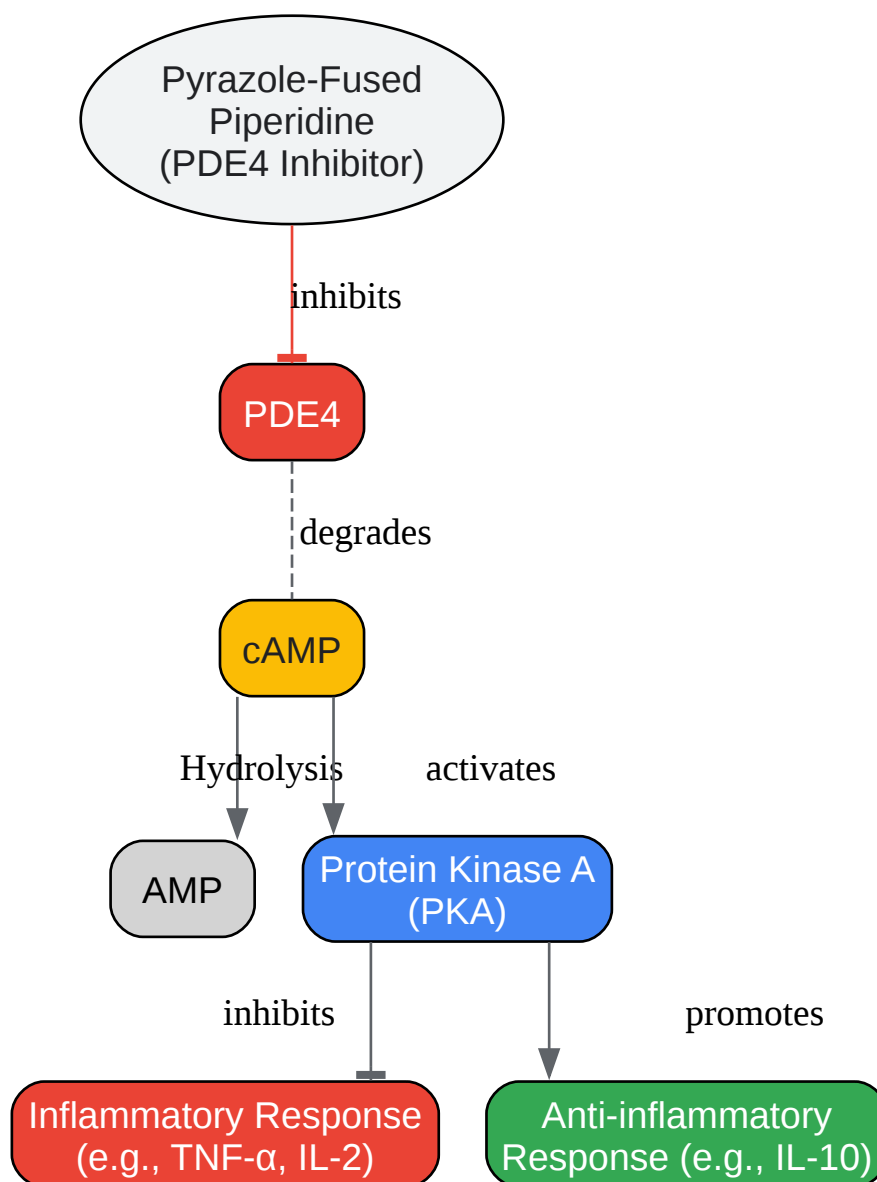 Pyrazole-Fused
Piperidine
(PDE4 Inhibitor)
inhibits
PDE4
degrades
cAMP
Hydrolysis
activates
AMP
Protein Kinase A
(PKA)
inhibits
promotes
Inflammatory Response
(e.g., TNF-α, IL-2)
Anti-inflammatory
Response (e.g., IL-10)